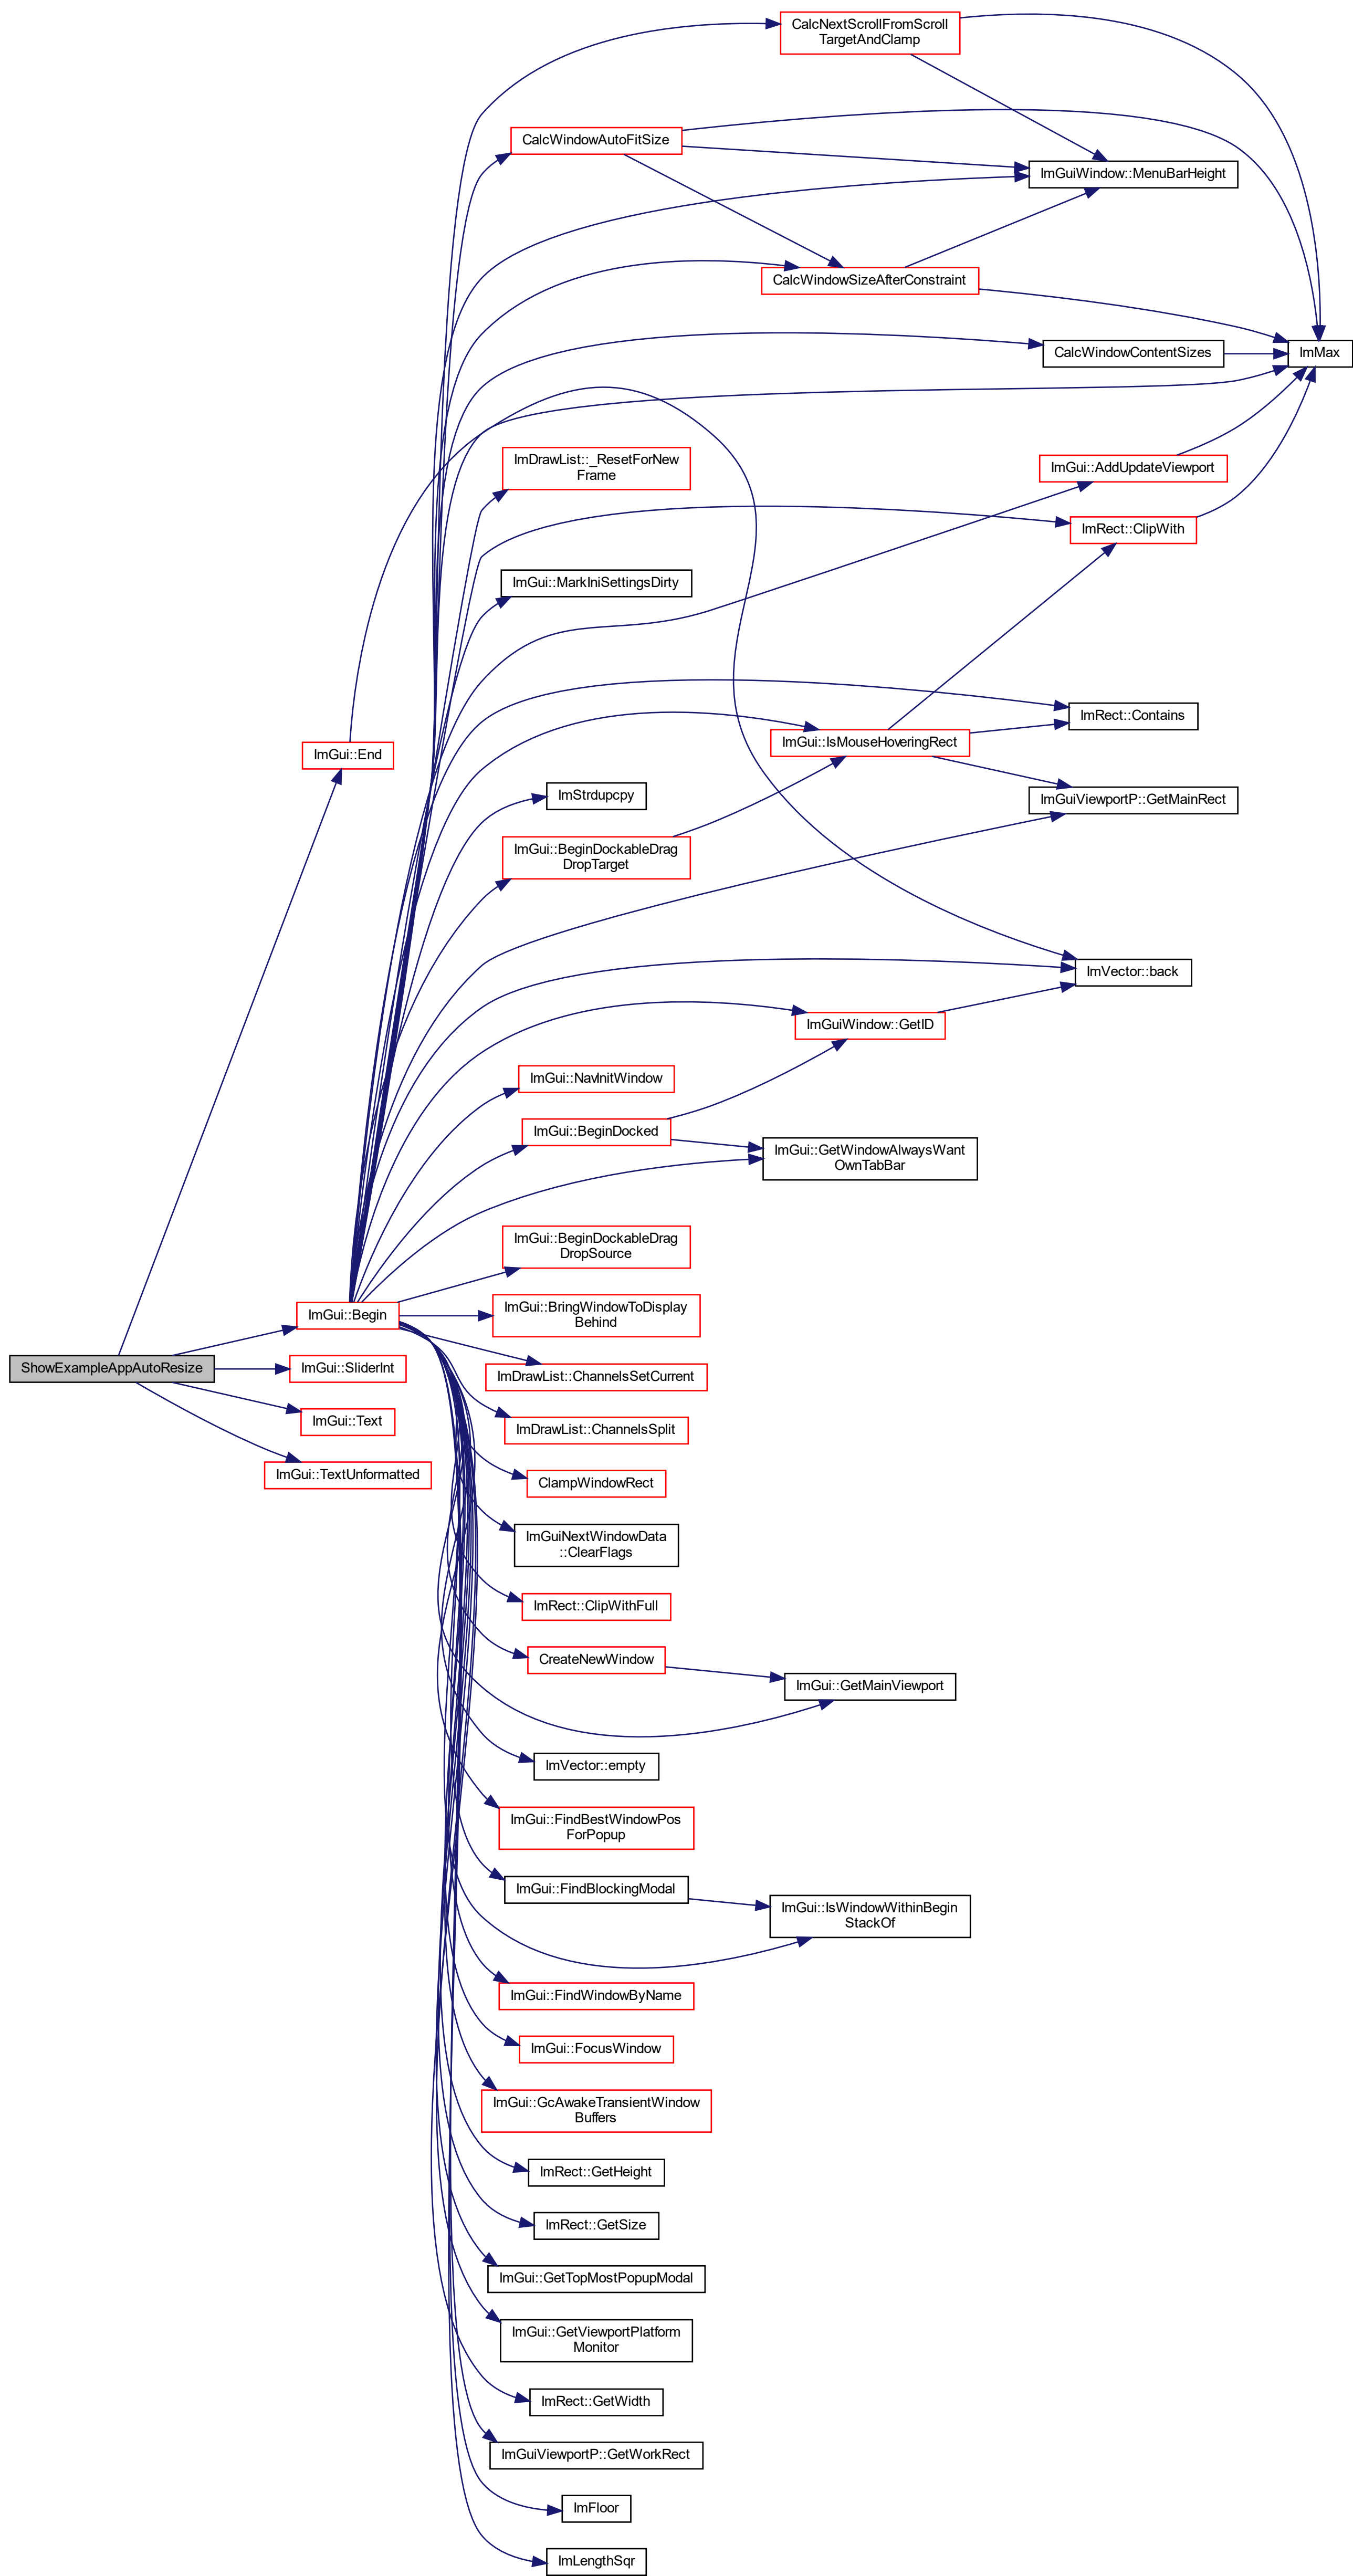 CalcNextScrollFromScroll
TargetAndClamp
CalcWindowAutoFitSize
ImGuiWindow::MenuBarHeight
CalcWindowSizeAfterConstraint
CalcWindowContentSizes
ImMax
ImDrawList::_ResetForNew
Frame
ImGui::AddUpdateViewport
ImRect::ClipWith
ImGui::MarkIniSettingsDirty
ImRect::Contains
ImGui::IsMouseHoveringRect
ImGui::End
ImStrdupcpy
ImGuiViewportP::GetMainRect
ImGui::BeginDockableDrag
DropTarget
ImVector::back
ImGuiWindow::GetID
ImGui::NavInitWindow
ImGui::BeginDocked
ImGui::GetWindowAlwaysWant
OwnTabBar
ImGui::BeginDockableDrag
DropSource
ImGui::Begin
ImGui::BringWindowToDisplay
Behind
ShowExampleAppAutoResize
ImGui::SliderInt
ImDrawList::ChannelsSetCurrent
ImGui::Text
ImDrawList::ChannelsSplit
ImGui::TextUnformatted
ClampWindowRect
ImGuiNextWindowData
::ClearFlags
ImRect::ClipWithFull
CreateNewWindow
ImGui::GetMainViewport
ImVector::empty
ImGui::FindBestWindowPos
ForPopup
ImGui::FindBlockingModal
ImGui::IsWindowWithinBegin
StackOf
ImGui::FindWindowByName
ImGui::FocusWindow
ImGui::GcAwakeTransientWindow
Buffers
ImRect::GetHeight
ImRect::GetSize
ImGui::GetTopMostPopupModal
ImGui::GetViewportPlatform
Monitor
ImRect::GetWidth
ImGuiViewportP::GetWorkRect
ImFloor
ImLengthSqr